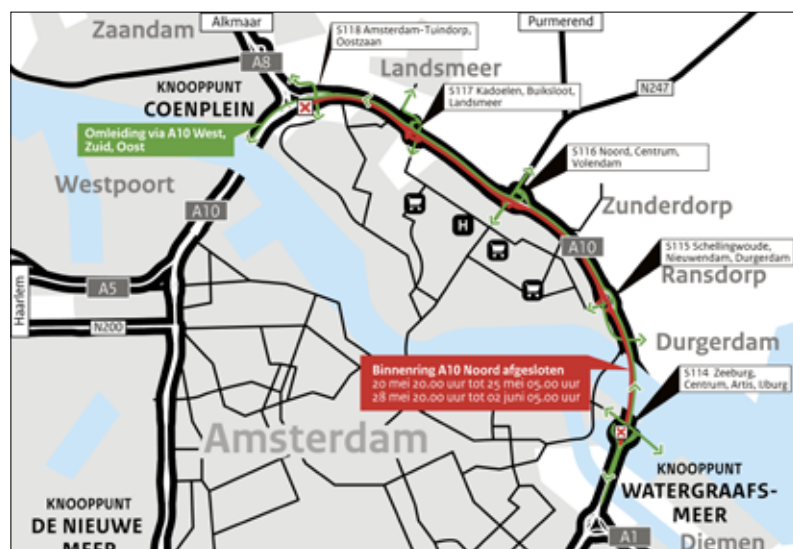 Zaandam
Alkmaar
Purmerend
S118 Amsterdam-Tuindorp,
Oostzaan
A8
Landsmeer
KNOOPPUNT
COENPLEIN
S117 Kadoelen, Buiksloot,
Landsmeer
N247
Omleiding via A10 West,
Zuid, Oost
S116 Noord, Centrum,
Volendam
Westpoort
A10
Zunderdorp
A10
S115 Schellingwoude,
Nieuwendam, Durgerdam
Ransdorp
A5
Haarlem
N200
Durgerdam
Binnenring A10 Noord afgesloten
20 mei 20.00 uur tot 25 mei 05.00 uur
28 mei 20.00 uur tot 02 juni 05.00 uur
S114 Zeeburg,
Centrum, Artis, IJburg
Amsterdam
KNOOPPUNT
WATERGRAAFS-
MEER
KNOOPPUNT
DE NIEUWE
MEER
A1
Diemen
H